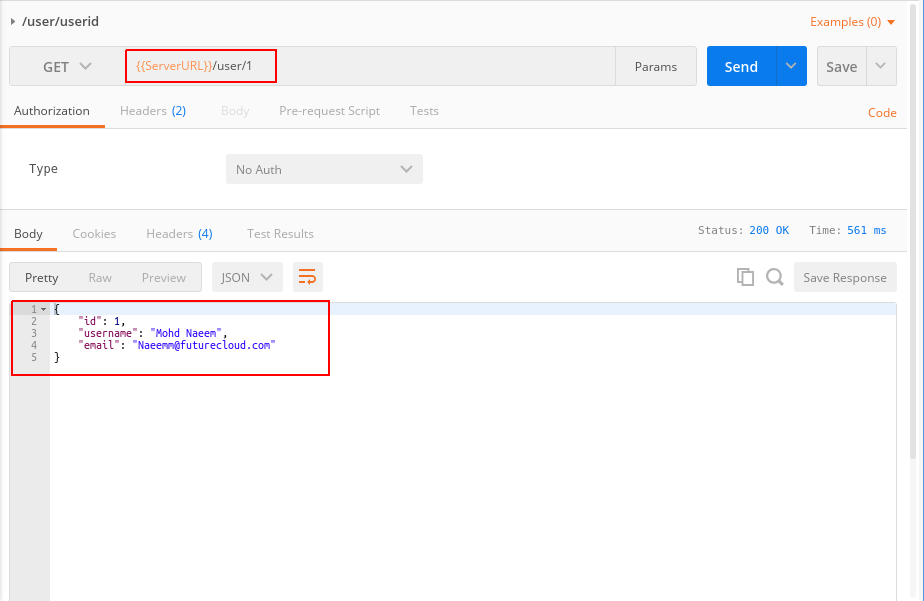 /user/userid Examples (0)
GET {{ServerURL}}/user/1 Params Send Save
Authorization Headers (2) Body Pre-request Script Tests Code
Type No Auth
Body Cookies Headers (4) Test Results Status: 200 OK Time: 561 ms
Pretty Raw Preview JSON Save Response
1 {
2 "id": 1,
3 "username": "Mohd Naeem",
4 "email": "Naeemm@futurecloud.com"
5 }